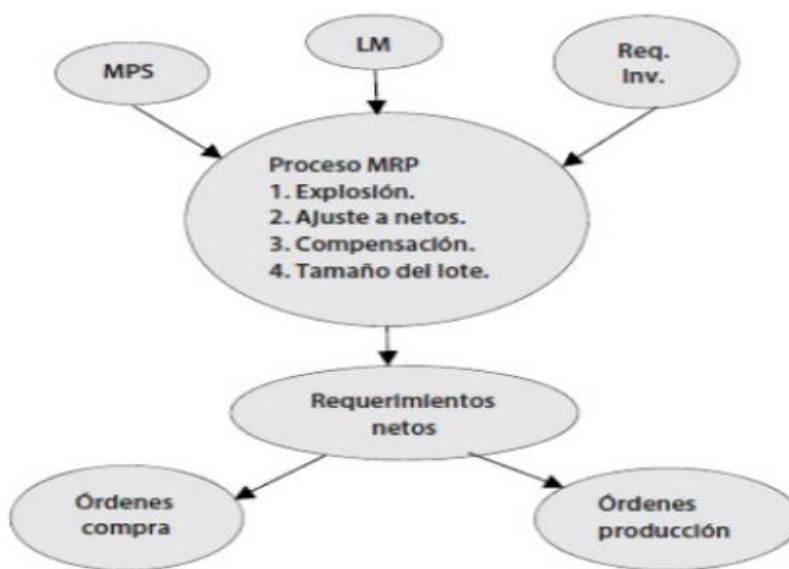 MPS
LM
Req.
Inv.
Proceso MRP
1. Explosión.
2. Ajuste a netos.
3. Compensación.
4. Tamaño del lote.
Requerimientos
netos
Órdenes
compra
Órdenes
producción